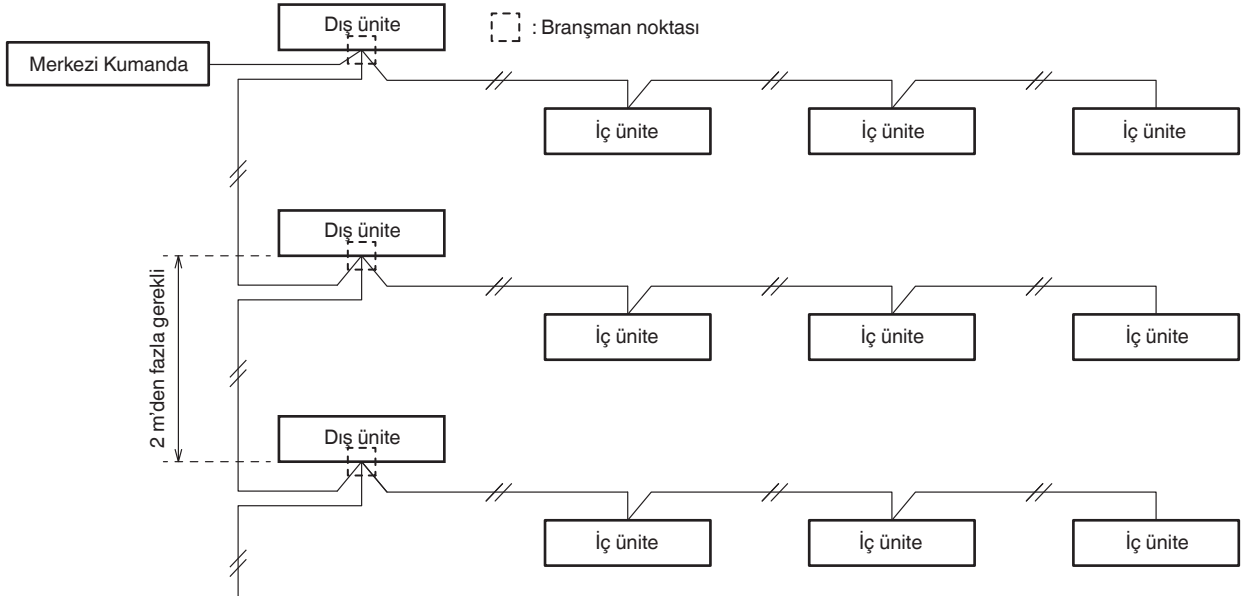 Dış ünite
: Branşman noktası
Merkezi Kumanda
İç ünite
İç ünite
İç ünite
Dış ünite
İç ünite
İç ünite
İç ünite
2 m'den fazla gerekli
Dış ünite
İç ünite
İç ünite
İç ünite